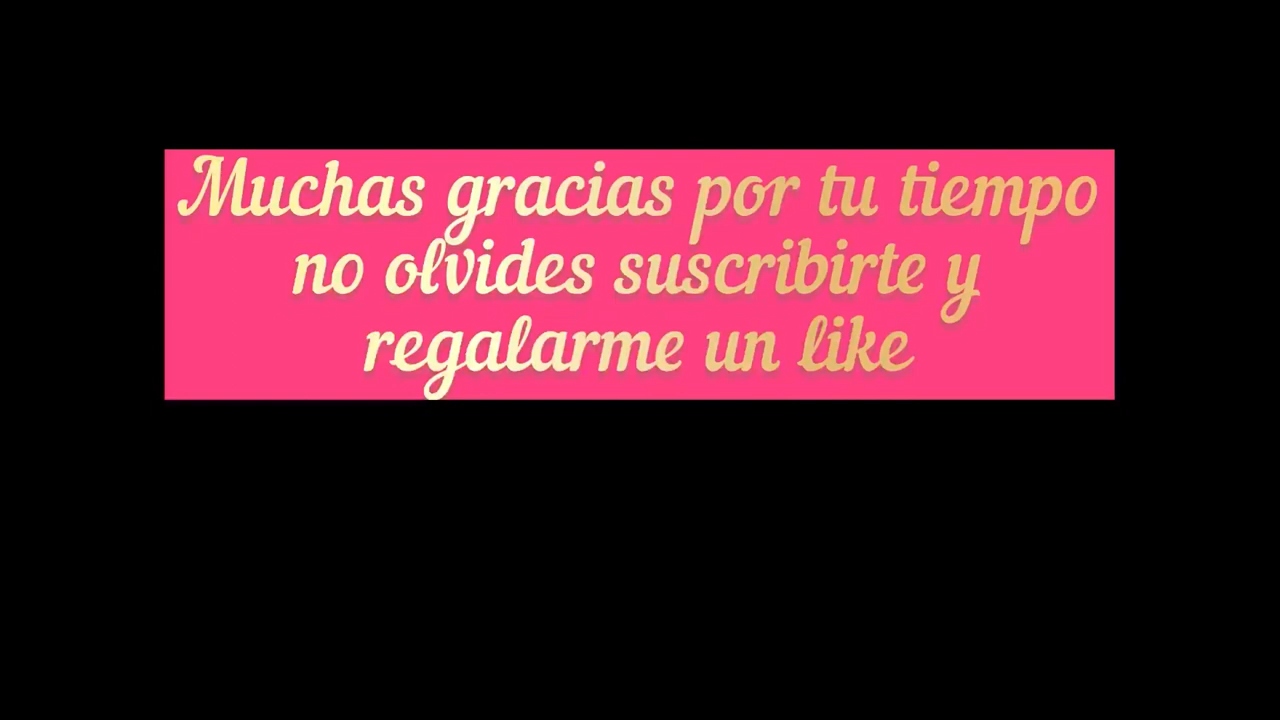 Muchas gracias por tu tiempo
no olvides suscribirte y
regalarme un like